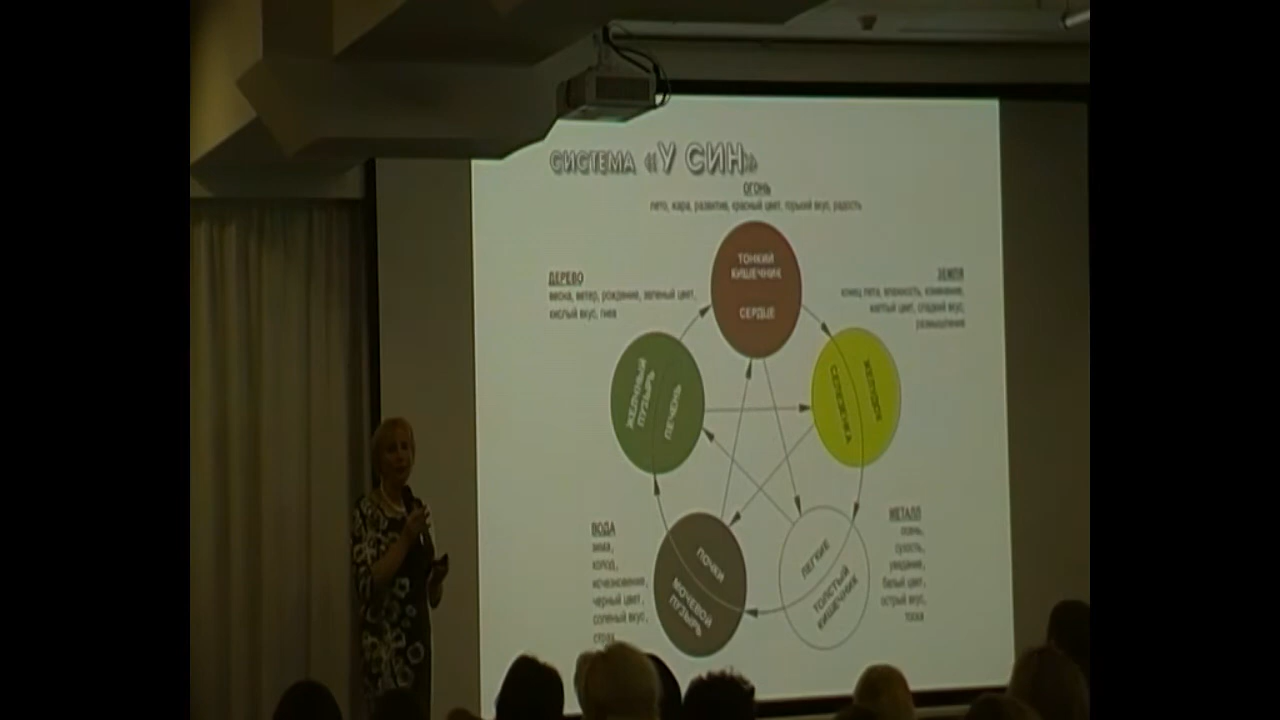 СИСТЕМА «У СИН»
ОГОНЬ
лето, жара, развитие, красный цвет, горький вкус, радость
ТОНКИЙ
КИШЕЧНИК
СЕРДЦЕ
ДЕРЕВО
весна, ветер, рождение, зеленый цвет,
кислый вкус, гнев
ЗЕМЛЯ
конец лета, влажность, изменение,
желтый цвет, сладкий вкус,
размышления
ЖЕЛЧНЫЙ
ПУЗЫРЬ
ПЕЧЕНЬ
ЖЕЛУДОК
СЕЛЕЗЕНКА
ВОДА
зима,
холод,
исчезновение,
черный цвет,
соленый вкус,
страх
ПОЧКИ
МОЧЕВОЙ
ПУЗЫРЬ
ЛЕГКИЕ
ТОЛСТЫЙ
КИШЕЧНИК
МЕТАЛЛ
осень,
сухость,
увядание,
белый цвет,
острый вкус,
тоска